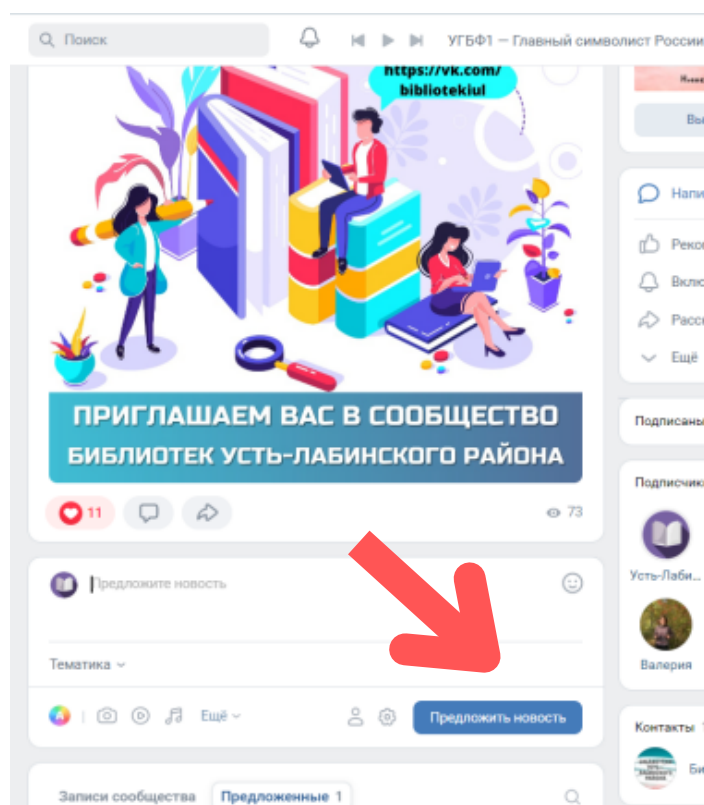 Поиск
УГБФ1 — Главный символист России
https://vk.com/
bibliotekiul
ПРИГЛАШАЕМ ВАС В СООБЩЕСТВО
БИБЛИОТЕК УСТЬ-ЛАБИНСКОГО РАЙОНА
11
73
Предложите новость
Тематика
Ещё
Предложить новость
Записи сообщества
Предложенные 1
Ещё
Подписаны
Усть-Лаби...
Валерия
Контакты